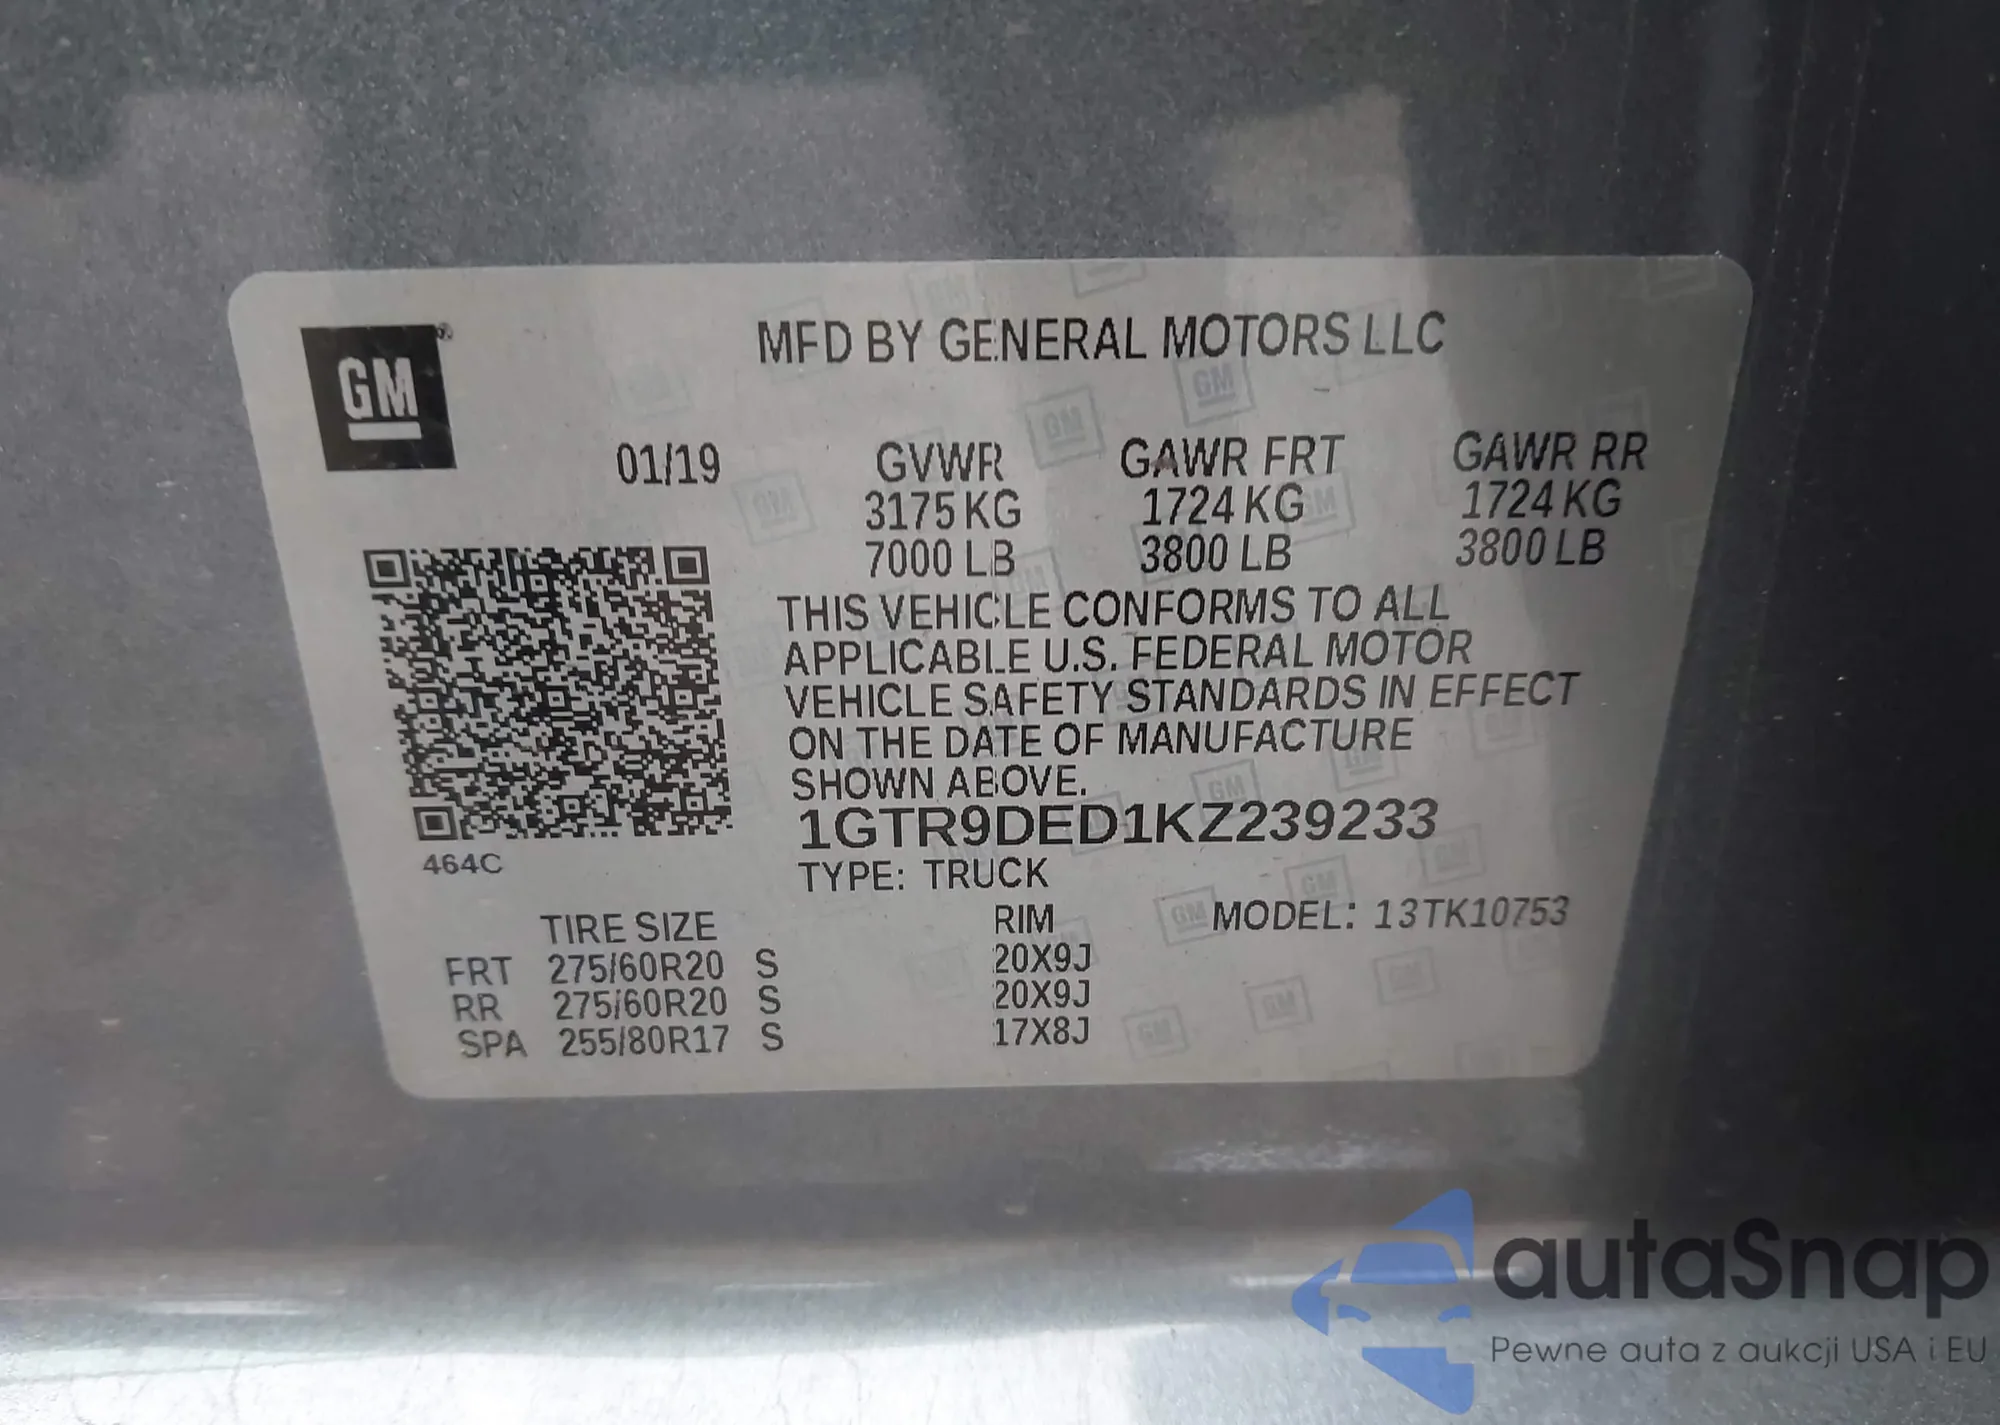 GM
MFD BY GENERAL MOTORS LLC
01/19 GVWR GAWR FRT GAWR RR
3175 KG 1724 KG 1724 KG
7000 LB 3800 LB 3800 LB
THIS VEHICLE CONFORMS TO ALL
APPLICABLE U.S. FEDERAL MOTOR
VEHICLE SAFETY STANDARDS IN EFFECT
ON THE DATE OF MANUFACTURE
SHOWN ABOVE.
1GTR9DED1KZ239233
464C
TYPE: TRUCK
TIRE SIZE RIM MODEL: 13TK10753
FRT 275/60R20 S 20X9J
RR 275/60R20 S 20X9J
SPA 255/80R17 S 17X8J
autaSnap
Pewne auta z aukcji USA i EU